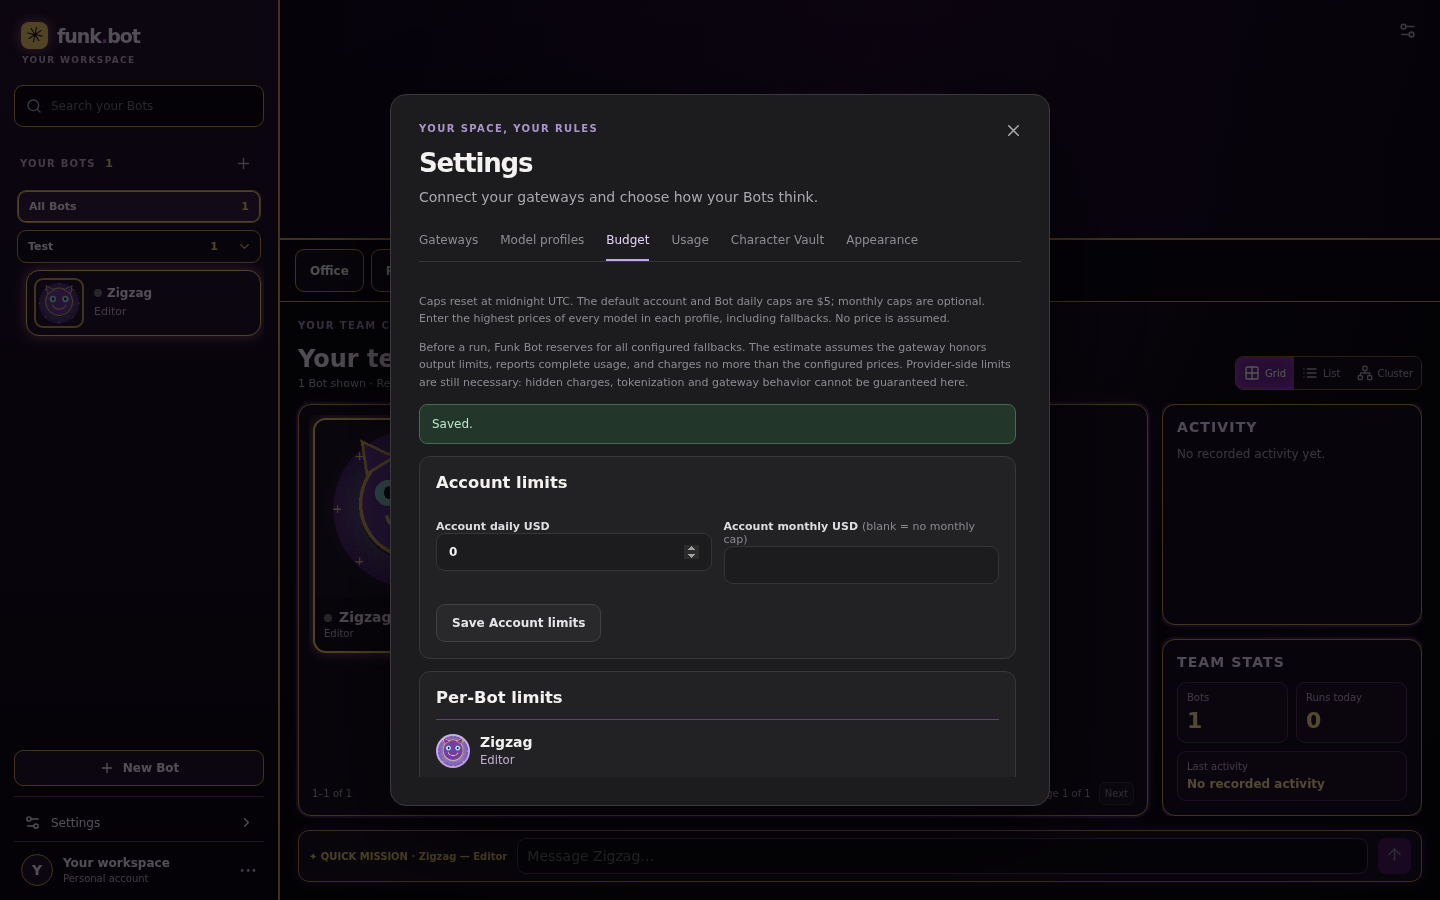 funk.bot
YOUR WORKSPACE
Search your Bots
YOUR BOTS 1
All Bots 1
Test 1
Zigzag
Editor
New Bot
Settings
Y
Your workspace
Personal account
Office
YOUR TEAM C
Your te
1 Bot shown · Re
Grid
List
Cluster
Zigzag
Editor
1–1 of 1
ge 1 of 1
Next
ACTIVITY
No recorded activity yet.
TEAM STATS
Bots
1
Runs today
0
Last activity
No recorded activity
✦ QUICK MISSION · Zigzag — Editor
Message Zigzag...
YOUR SPACE, YOUR RULES
Settings
Connect your gateways and choose how your Bots think.
Gateways
Model profiles
Budget
Usage
Character Vault
Appearance
Caps reset at midnight UTC. The default account and Bot daily caps are $5; monthly caps are optional.
Enter the highest prices of every model in each profile, including fallbacks. No price is assumed.
Before a run, Funk Bot reserves for all configured fallbacks. The estimate assumes the gateway honors
output limits, reports complete usage, and charges no more than the configured prices. Provider-side limits
are still necessary: hidden charges, tokenization and gateway behavior cannot be guaranteed here.
Saved.
Account limits
Account daily USD
0
Account monthly USD (blank = no monthly
cap)
Save Account limits
Per-Bot limits
Zigzag
Editor